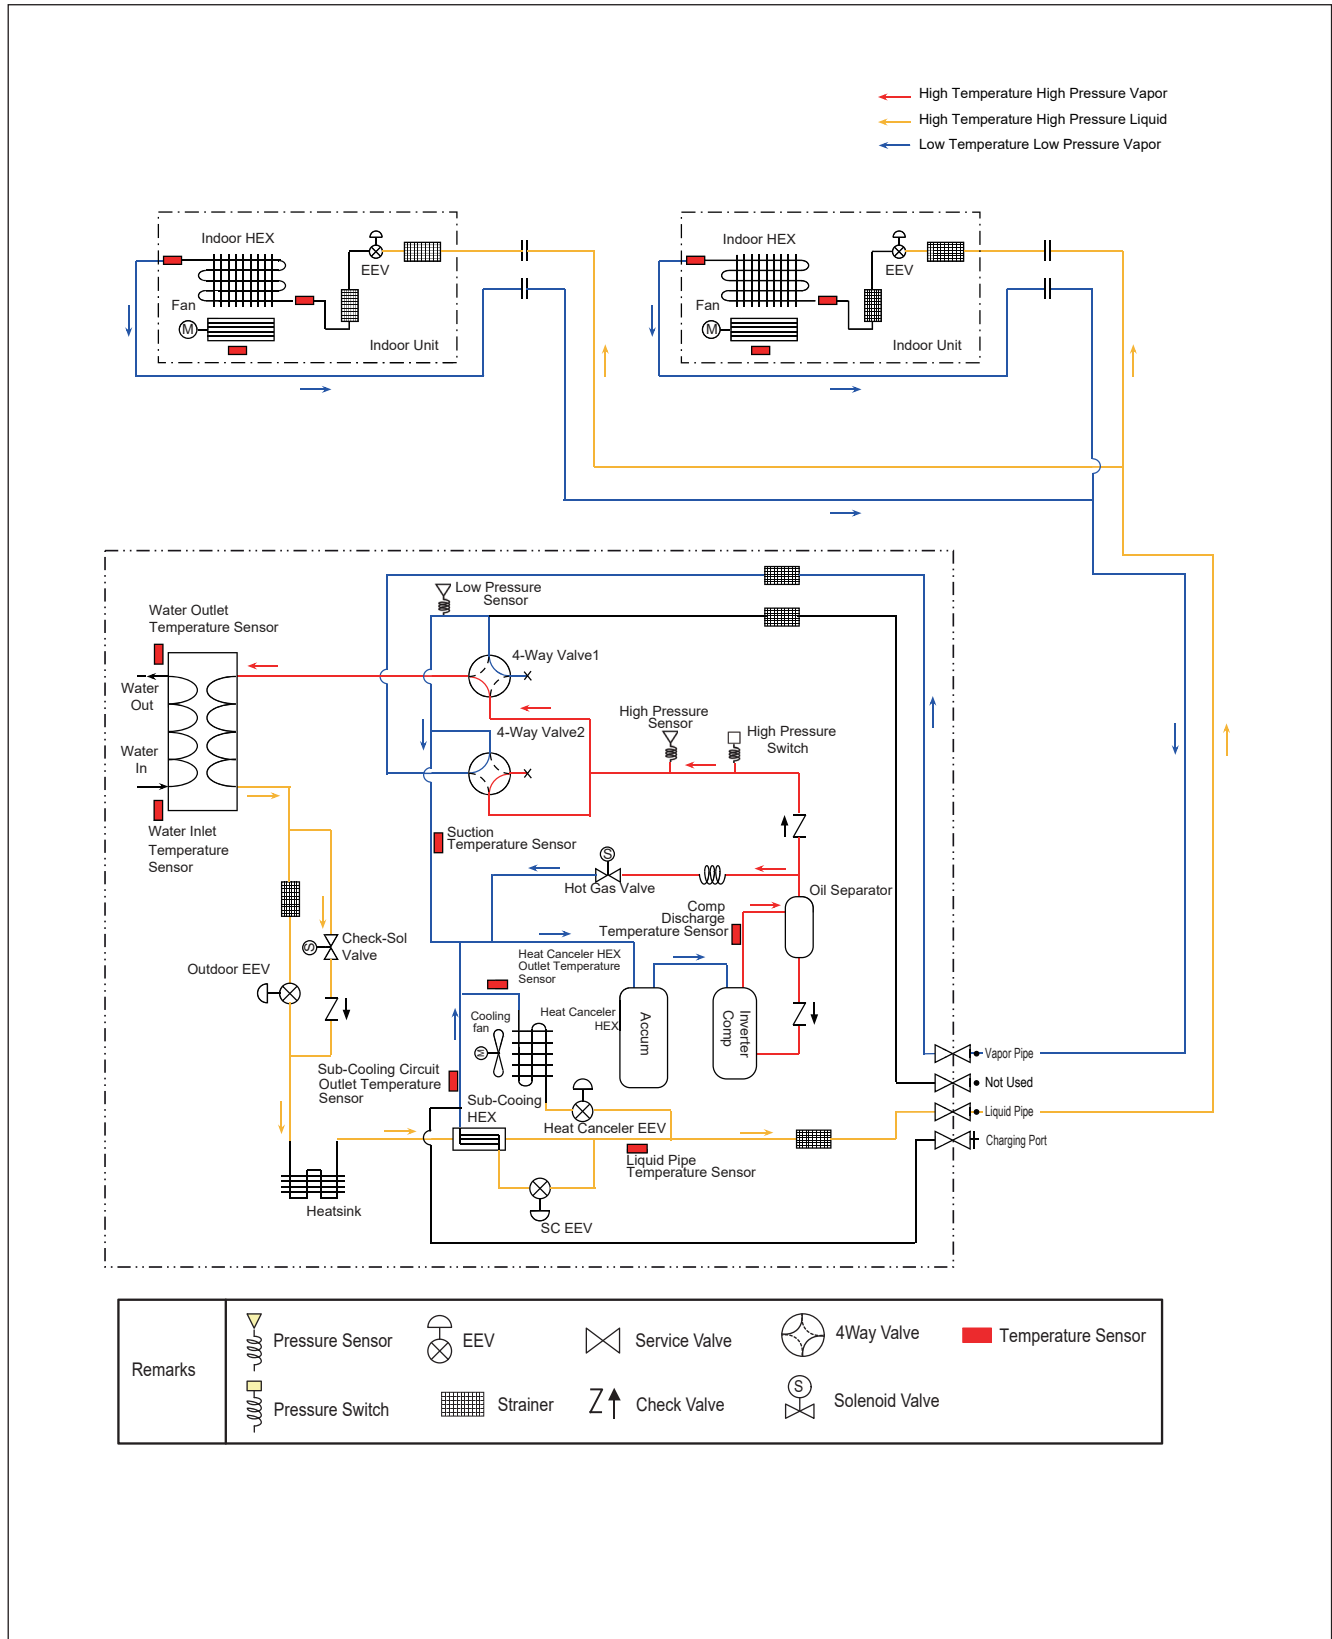 High Temperature High Pressure Vapor
High Temperature High Pressure Liquid
Low Temperature Low Pressure Vapor
Indoor HEX
EEV
Fan
M
Indoor Unit
Indoor HEX
EEV
Fan
M
Indoor Unit
Low Pressure
Sensor
Water Outlet
Temperature Sensor
4-Way Valve1
Water
Out
High Pressure
Sensor
High Pressure
Switch
4-Way Valve2
Water
In
Water Inlet
Temperature
Sensor
Suction
Temperature Sensor
S
Hot Gas Valve
Oil Separator
Comp
Discharge
Temperature Sensor
Check-Sol
Valve
S
Heat Canceler HEX
Outlet Temperature
Sensor
Outdoor EEV
Cooling
fan
M
Heat Canceler
HEX
Accum
Inverter
Comp
Vapor Pipe
Not Used
Liquid Pipe
Charging Port
Sub-Cooling Circuit
Outlet Temperature
Sensor
Sub-Cooing
HEX
Heat Canceler EEV
Liquid Pipe
Temperature Sensor
Heatsink
SC EEV
Remarks
Pressure Sensor
EEV
Service Valve
4Way Valve
Temperature Sensor
Pressure Switch
Strainer
Check Valve
S
Solenoid Valve